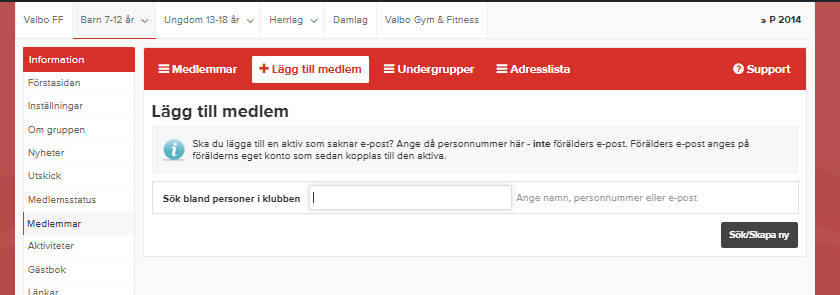 Valbo FF Barn 7-12 år Ungdom 13-18 år Herrlag Damlag Valbo Gym & Fitness » P 2014
Information
Förstasidan
Inställningar
Om gruppen
Nyheter
Utskick
Medlemsstatus
Medlemmar
Aktiviteter
Gästbok
Länkar
Medlemmar + Lägg till medlem Undergrupper Adresslista Support
Lägg till medlem
Ska du lägga till en aktiv som saknar e-post? Ange då personnummer här - inte förälders e-post. Förälders e-post anges på
förälderns eget konto som sedan kopplas till den aktiva.
Sök bland personer i klubben Ange namn, personnummer eller e-post
Sök/Skapa ny